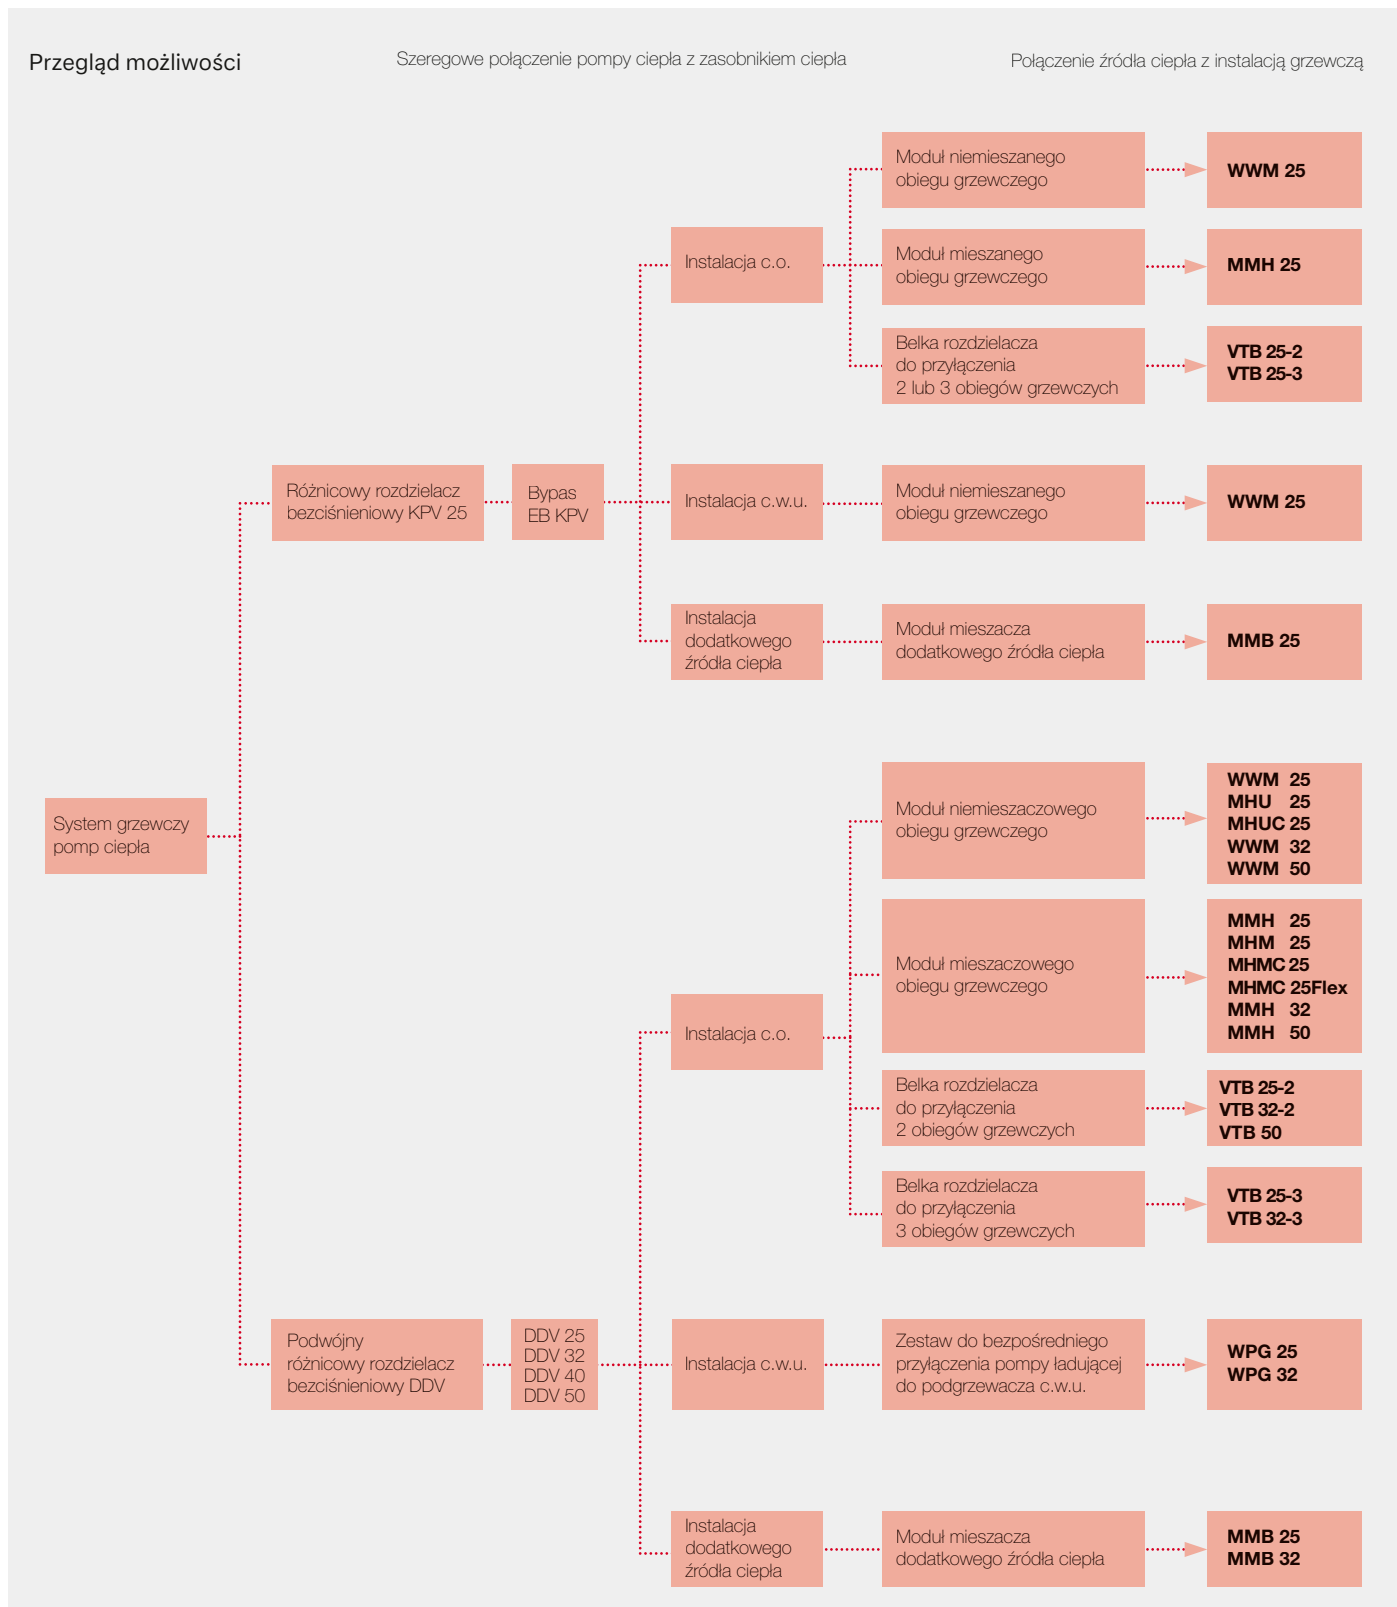 Przegląd możliwości
Szeregowe połączenie pompy ciepła z zasobnikiem ciepła
Połączenie źródła ciepła z instalacją grzewczą
Moduł niemieszanego
obiegu grzewczego
WWM 25
Instalacja c.o.
Moduł mieszanego
obiegu grzewczego
MMH 25
Belka rozdzielacza
do przyłączenia
2 lub 3 obiegów grzewczych
VTB 25-2
VTB 25-3
Różnicowy rozdzielacz
bezciśnieniowy KPV 25
Bypas
EB KPV
Instalacja c.w.u.
Moduł niemieszanego
obiegu grzewczego
WWM 25
Instalacja
dodatkowego
źródła ciepła
Moduł mieszacza
dodatkowego źródła ciepła
MMB 25
System grzewczy
pomp ciepła
Moduł niemieszaczowego
obiegu grzewczego
WWM 25
MHU 25
MHUC 25
WWM 32
WWM 50
Instalacja c.o.
Moduł mieszaczowego
obiegu grzewczego
MMH 25
MHM 25
MHMC 25
MHMC 25Flex
MMH 32
MMH 50
Belka rozdzielacza
do przyłączenia
2 obiegów grzewczych
VTB 25-2
VTB 32-2
VTB 50
Belka rozdzielacza
do przyłączenia
3 obiegów grzewczych
VTB 25-3
VTB 32-3
Podwójny
różnicowy rozdzielacz
bezciśnieniowy DDV
DDV 25
DDV 32
DDV 40
DDV 50
Instalacja c.w.u.
Zestaw do bezpośredniego
przyłączenia pompy ładującej
do podgrzewacza c.w.u.
WPG 25
WPG 32
Instalacja
dodatkowego
źródła ciepła
Moduł mieszacza
dodatkowego źródła ciepła
MMB 25
MMB 32